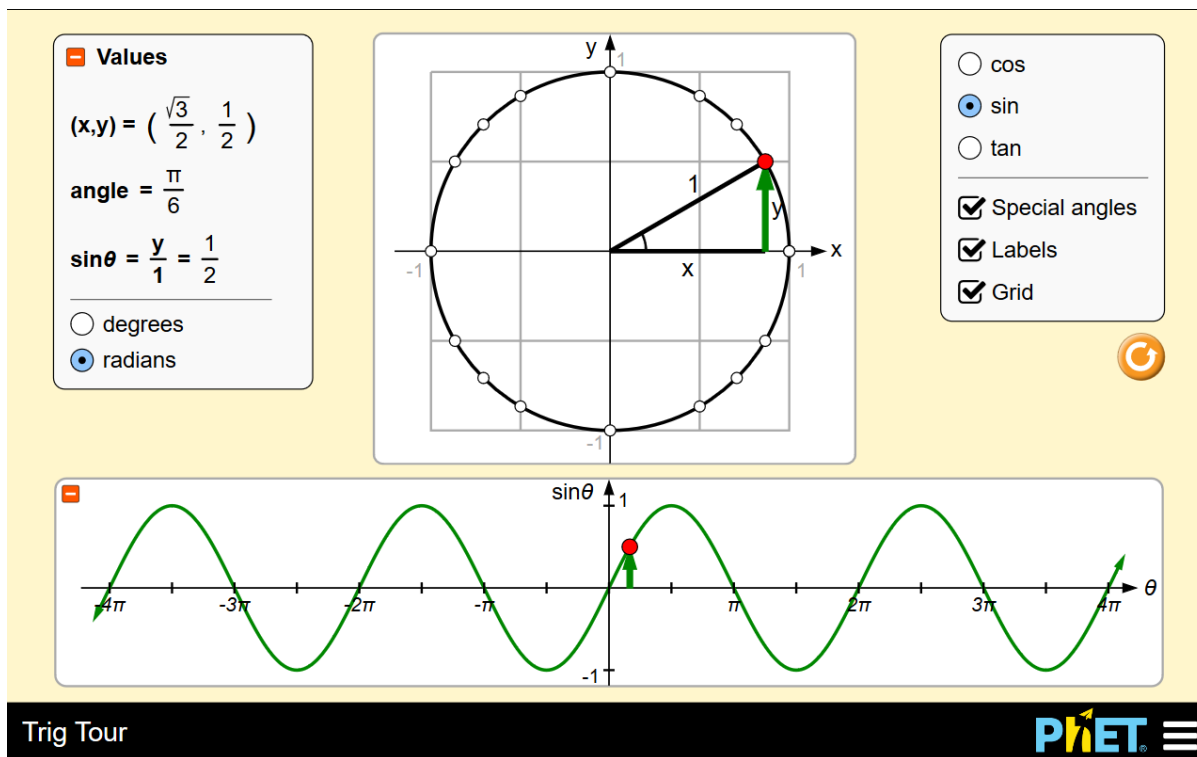 Values
(x,y) = ( √3/2 , 1/2 )
angle = π/6
sinθ = y/1 = 1/2
degrees
radians
y
1
1
y
x
x
-1
1
-1
cos
sin
tan
Special angles
Labels
Grid
sinθ
1
-4π -3π -2π -π π 2π 3π 4π
θ
-1
Trig Tour
PhET